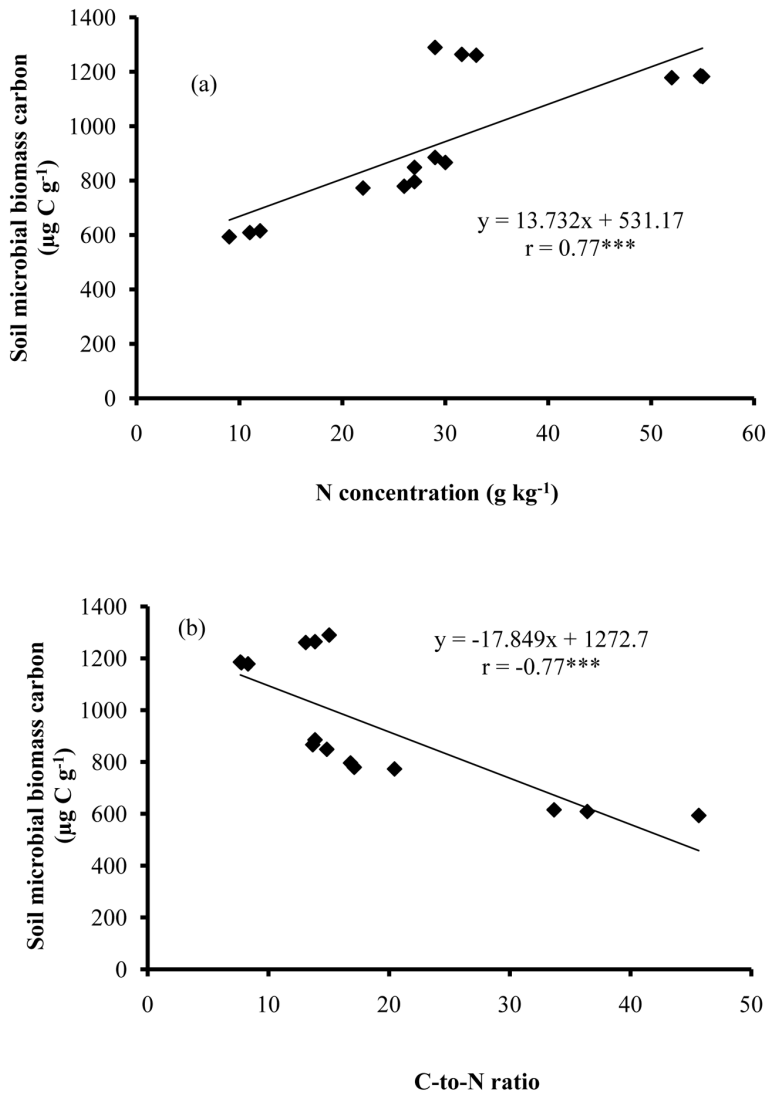 1400
1200
1000
800
600
400
200
0
(a)
y = 13.732x + 531.17
r = 0.77***
Soil microbial biomass carbon
(µg C g-1)
0 10 20 30 40 50 60
N concentration (g kg-1)
1400
1200
1000
800
600
400
200
0
(b)
y = -17.849x + 1272.7
r = -0.77***
Soil microbial biomass carbon
(µg C g-1)
0 10 20 30 40 50
C-to-N ratio